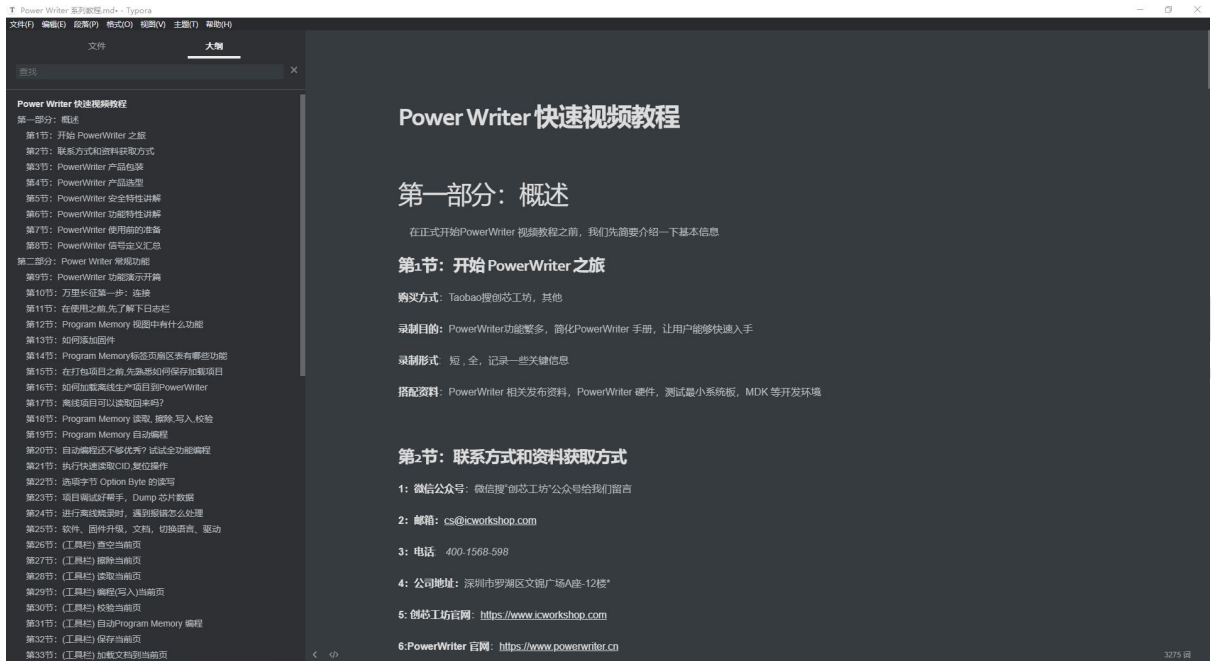 T Power Writer 系列教程.md• - Typora
文件(F) 编辑(E) 段落(P) 格式(O) 视图(V) 主题(T) 帮助(H)
文件 大纲
查找
Power Writer 快速视频教程
第一部分：概述
第1节：开始 PowerWriter 之旅
第2节：联系方式和资料获取方式
第3节：PowerWriter 产品包装
第4节：PowerWriter 产品选型
第5节：PowerWriter 安全特性讲解
第6节：PowerWriter 功能特性讲解
第7节：PowerWriter 使用前的准备
第8节：PowerWriter 信号定义汇总
第二部分：Power Writer 常规功能
第9节：PowerWriter 功能演示开篇
第10节：万里长征第一步：连接
第11节：在使用之前,先了解下日志栏
第12节：Program Memory 视图中有什么功能
第13节：如何添加固件
第14节：Program Memory标签页扇区表有哪些功能
第15节：在打包项目之前,先熟悉如何保存加载项目
第16节：如何加载离线生产项目到PowerWriter
第17节：离线项目可以读取回来吗?
第18节：Program Memory 读取, 擦除,写入,校验
第19节：Program Memory 自动编程
第20节：自动编程还不够优秀? 试试全功能编程
第21节：执行快速读取CID,复位操作
第22节：选项字节 Option Byte 的读写
第23节：项目调试好帮手，Dump 芯片数据
第24节：进行离线烧录时，遇到报错怎么处理
第25节：软件、固件升级，文档，切换语言、驱动
第26节：(工具栏) 查空当前页
第27节：(工具栏) 擦除当前页
第28节：(工具栏) 读取当前页
第29节：(工具栏) 编程(写入)当前页
第30节：(工具栏) 校验当前页
第31节：(工具栏) 自动Program Memory 编程
第32节：(工具栏) 保存当前页
第33节：(工具栏) 加载文档到当前页
Power Writer 快速视频教程
第一部分：概述
在正式开始PowerWriter 视频教程之前，我们先简要介绍一下基本信息
第1节：开始 PowerWriter 之旅
购买方式：Taobao搜创芯工坊，其他
录制目的：PowerWriter功能繁多，简化PowerWriter 手册，让用户能够快速入手
录制形式：短 , 全，记录一些关键信息
搭配资料：PowerWriter 相关发布资料，PowerWriter 硬件，测试最小系统板，MDK 等开发环境
第2节：联系方式和资料获取方式
1：微信公众号：微信搜"创芯工坊"公众号给我们留言
2：邮箱：cs@icworkshop.com
3：电话：400-1568-598
4：公司地址：深圳市罗湖区文锦广场A座-12楼*
5: 创芯工坊官网：https://www.icworkshop.com
6:PowerWriter 官网：https://www.powerwriter.cn
3275 词